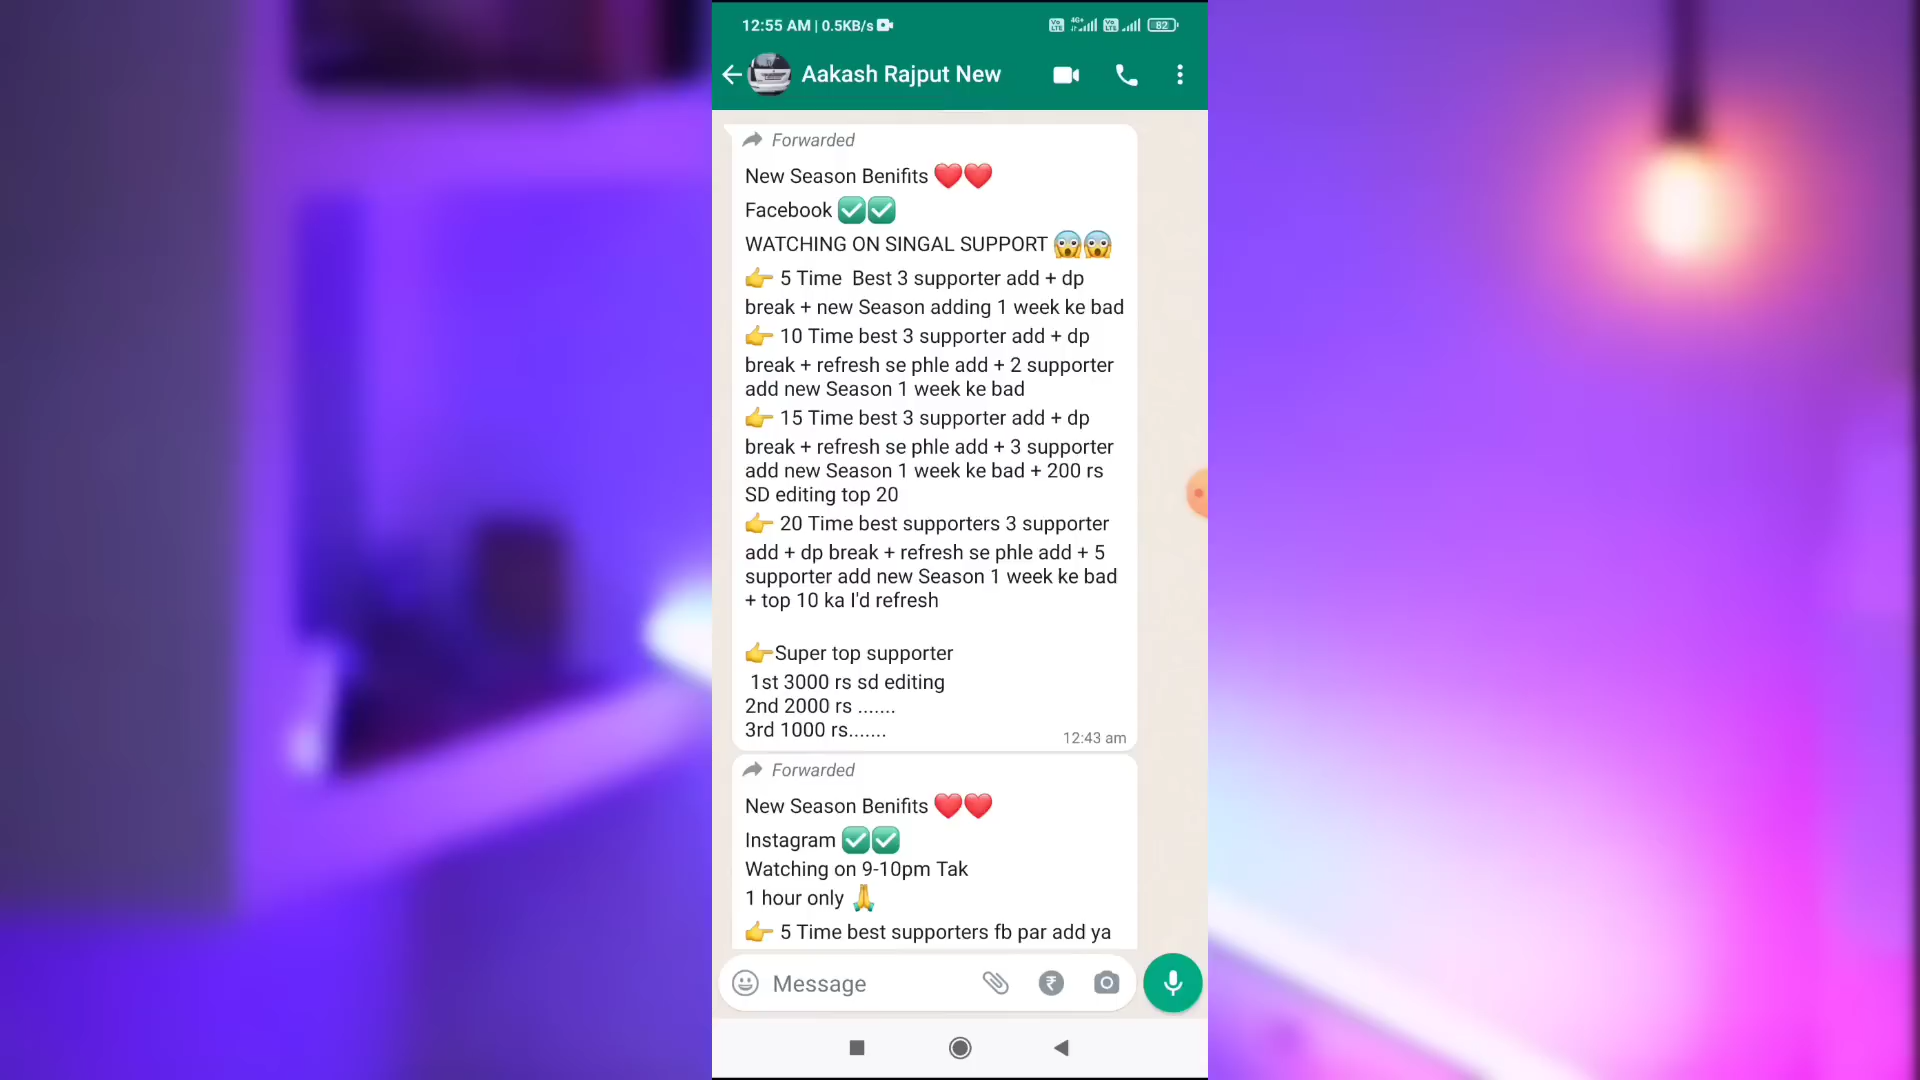 12:55 AM | 0.5KB/s
4G+
82
Aakash Rajput New
Forwarded
New Season Benifits ❤️❤️
Facebook ✅✅
WATCHING ON SINGAL SUPPORT 😱😱
👉 5 Time  Best 3 supporter add + dp
break + new Season adding 1 week ke bad
👉 10 Time best 3 supporter add + dp
break + refresh se phle add + 2 supporter
add new Season 1 week ke bad
👉 15 Time best 3 supporter add + dp
break + refresh se phle add + 3 supporter
add new Season 1 week ke bad + 200 rs
SD editing top 20
👉 20 Time best supporters 3 supporter
add + dp break + refresh se phle add + 5
supporter add new Season 1 week ke bad
+ top 10 ka I'd refresh
👉Super top supporter
1st 3000 rs sd editing
2nd 2000 rs .......
3rd 1000 rs.......
12:43 am
Forwarded
New Season Benifits ❤️❤️
Instagram ✅✅
Watching on 9-10pm Tak
1 hour only 🙏
👉 5 Time best supporters fb par add ya
Message